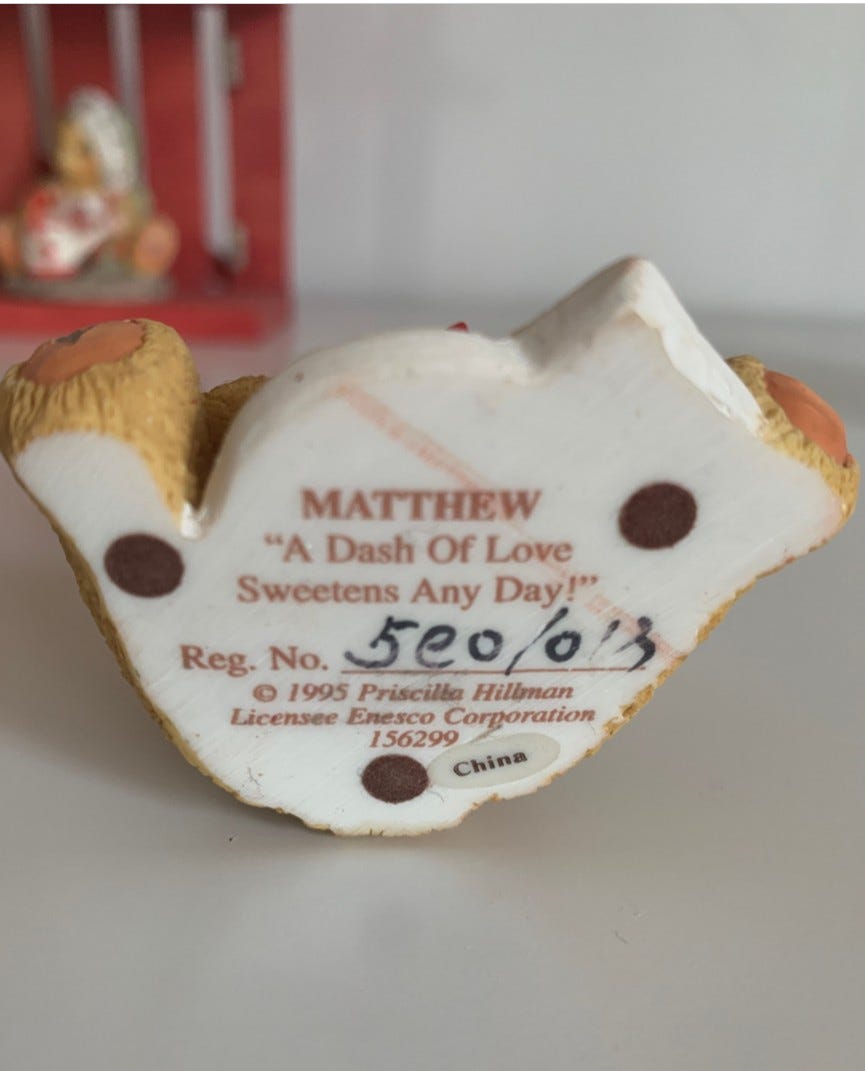 MATTHEW
“A Dash Of Love
Sweetens Any Day!”
Reg. No. 5e0/013
© 1995 Priscilla Hillman
Licensee Enesco Corporation
156299
China